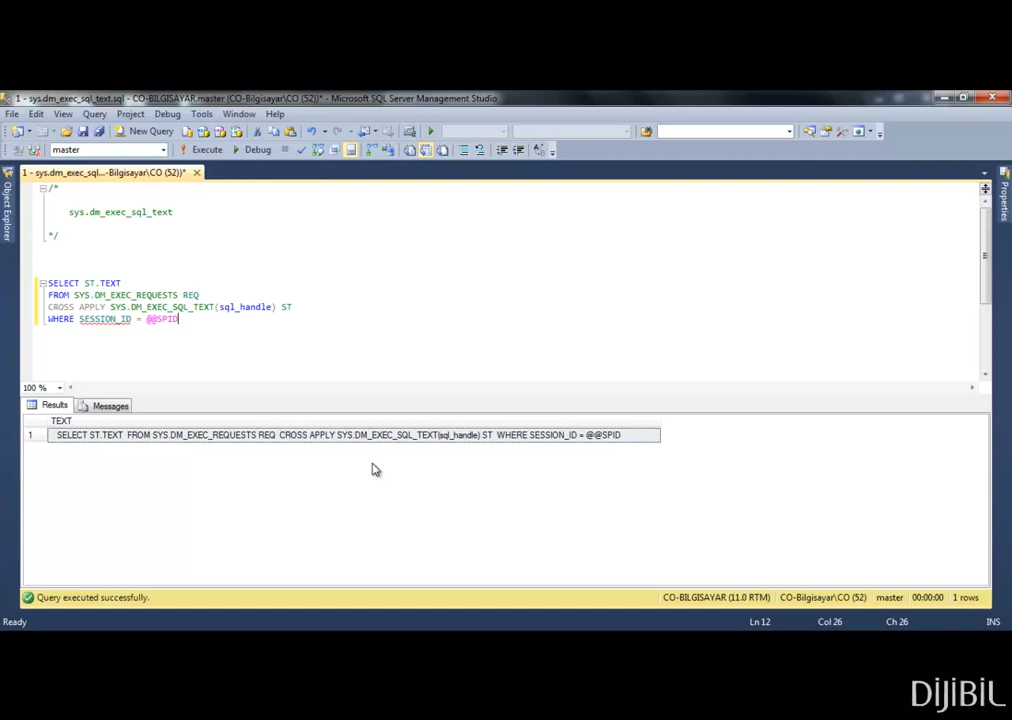 1 - sys.dm_exec_sql_text.sql - CO-BILGISAYAR.master (CO-Bilgisayar\CO (52))* - Microsoft SQL Server Management Studio
File Edit View Query Project Debug Tools Window Help
New Query
master Execute Debug
1 - sys.dm_exec_sql...-Bilgisayar\CO (52))*
Object Explorer
Properties
/*
sys.dm_exec_sql_text
*/
SELECT ST.TEXT
FROM SYS.DM_EXEC_REQUESTS REQ
CROSS APPLY SYS.DM_EXEC_SQL_TEXT(sql_handle) ST
WHERE SESSION_ID = @@SPID
100 %
Results Messages
TEXT
1 SELECT ST.TEXT FROM SYS.DM_EXEC_REQUESTS REQ CROSS APPLY SYS.DM_EXEC_SQL_TEXT(sql_handle) ST WHERE SESSION_ID = @@SPID
Query executed successfully. CO-BILGISAYAR (11.0 RTM) CO-Bilgisayar\CO (52) master 00:00:00 1 rows
Ready Ln 12 Col 26 Ch 26 INS
DIJIBIL